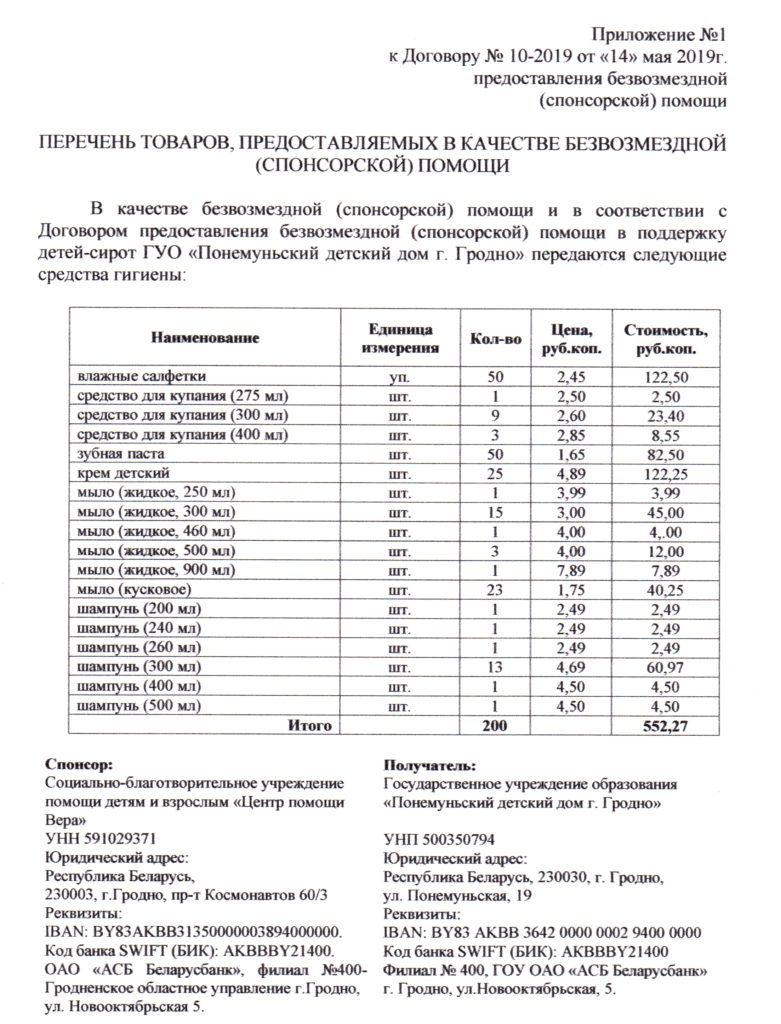 Приложение №1
к Договору № 10-2019 от «14» мая 2019г.
предоставления безвозмездной
(спонсорской) помощи
ПЕРЕЧЕНЬ ТОВАРОВ, ПРЕДОСТАВЛЯЕМЫХ В КАЧЕСТВЕ БЕЗВОЗМЕЗДНОЙ
(СПОНСОРСКОЙ) ПОМОЩИ
В качестве безвозмездной (спонсорской) помощи и в соответствии с
Договором предоставления безвозмездной (спонсорской) помощи в поддержку
детей-сирот ГУО «Понемуньский детский дом г. Гродно» передаются следующие
средства гигиены:
Наименование Единица измерения Кол-во Цена, руб.коп. Стоимость, руб.коп.
влажные салфетки уп. 50 2,45 122,50
средство для купания (275 мл) шт. 1 2,50 2,50
средство для купания (300 мл) шт. 9 2,60 23,40
средство для купания (400 мл) шт. 3 2,85 8,55
зубная паста шт. 50 1,65 82,50
крем детский шт. 25 4,89 122,25
мыло (жидкое, 250 мл) шт. 1 3,99 3,99
мыло (жидкое, 300 мл) шт. 15 3,00 45,00
мыло (жидкое, 460 мл) шт. 1 4,00 4,.00
мыло (жидкое, 500 мл) шт. 3 4,00 12,00
мыло (жидкое, 900 мл) шт. 1 7,89 7,89
мыло (кусковое) шт. 23 1,75 40,25
шампунь (200 мл) шт. 1 2,49 2,49
шампунь (240 мл) шт. 1 2,49 2,49
шампунь (260 мл) шт. 1 2,49 2,49
шампунь (300 мл) шт. 13 4,69 60,97
шампунь (400 мл) шт. 1 4,50 4,50
шампунь (500 мл) шт. 1 4,50 4,50
Итого 200 552,27
Спонсор:
Социально-благотворительное учреждение
помощи детям и взрослым «Центр помощи
Вера»
УНН 591029371
Юридический адрес:
Республика Беларусь,
230003, г.Гродно, пр-т Космонавтов 60/3
Реквизиты:
IBAN: BY83AKBB31350000003894000000.
Код банка SWIFT (БИК): AKBBBY21400.
ОАО «АСБ Беларусбанк», филиал №400-
Гродненское областное управление г.Гродно,
ул. Новооктябрьская 5.
Получатель:
Государственное учреждение образования
«Понемуньский детский дом г. Гродно»
УНП 500350794
Юридический адрес:
Республика Беларусь, 230030, г. Гродно,
ул. Понемуньская, 19
Реквизиты:
IBAN: BY83 AKBB 3642 0000 0002 9400 0000
Код банка SWIFT (БИК): AKBBBY21400
Филиал № 400, ГОУ ОАО «АСБ Беларусбанк»
г. Гродно, ул.Новооктябрьская, 5.